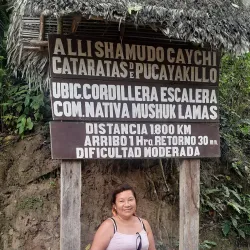 ALLI SHAMUDO CAYCHI
CATARATAS DE PUCAYAKILLO
UBIC. CORDILLERA ESCALERA
COM. NATIVA MUSHUK LAMAS
DISTANCIA 1800 KM
ARRIBO 1 Hra. RETORNO 30 MN
DIFICULTAD MODERADA